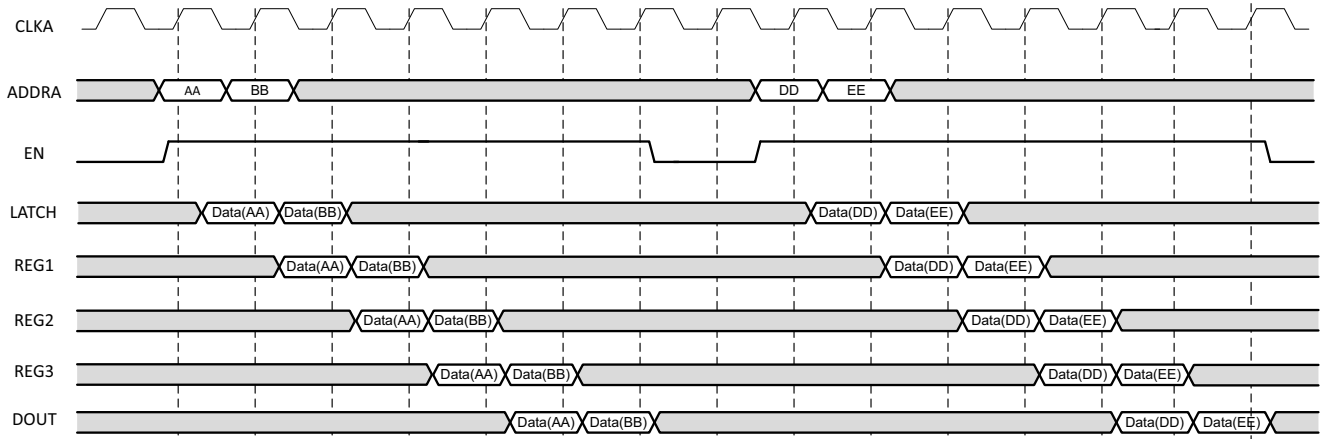 CLKA
ADDRA AA BB DD EE
EN
LATCH Data(AA) Data(BB) Data(DD) Data(EE)
REG1 Data(AA) Data(BB) Data(DD) Data(EE)
REG2 Data(AA) Data(BB) Data(DD) Data(EE)
REG3 Data(AA) Data(BB) Data(DD) Data(EE)
DOUT Data(AA) Data(BB) Data(DD) Data(EE)